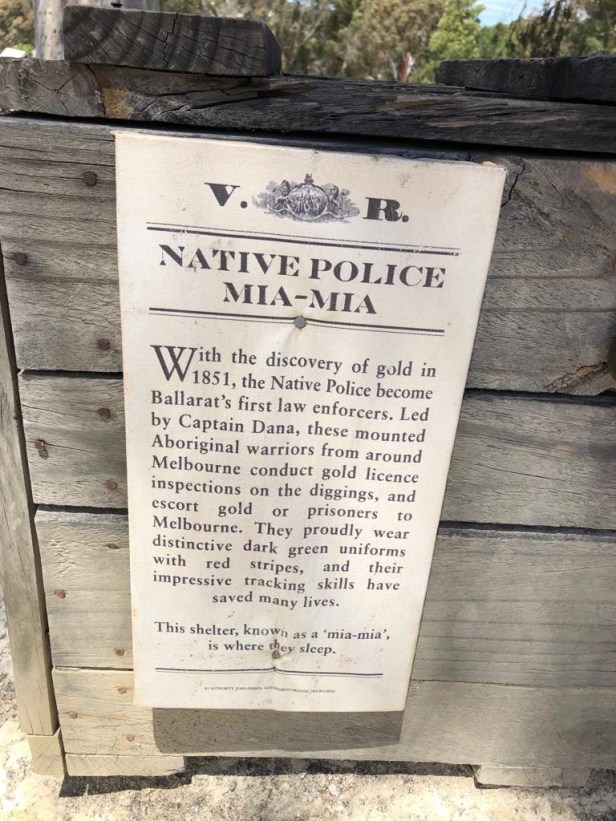 V. R.
NATIVE POLICE
MIA-MIA
With the discovery of gold in
1851, the Native Police become
Ballarat's first law enforcers. Led
by Captain Dana, these mounted
Aboriginal warriors from around
Melbourne conduct gold licence
inspections on the diggings, and
escort gold or prisoners to
Melbourne. They proudly wear
distinctive dark green uniforms
with red stripes, and their
impressive tracking skills have
saved many lives.
This shelter, known as a 'mia-mia',
is where they sleep.
BY AUTHORITY JOHN